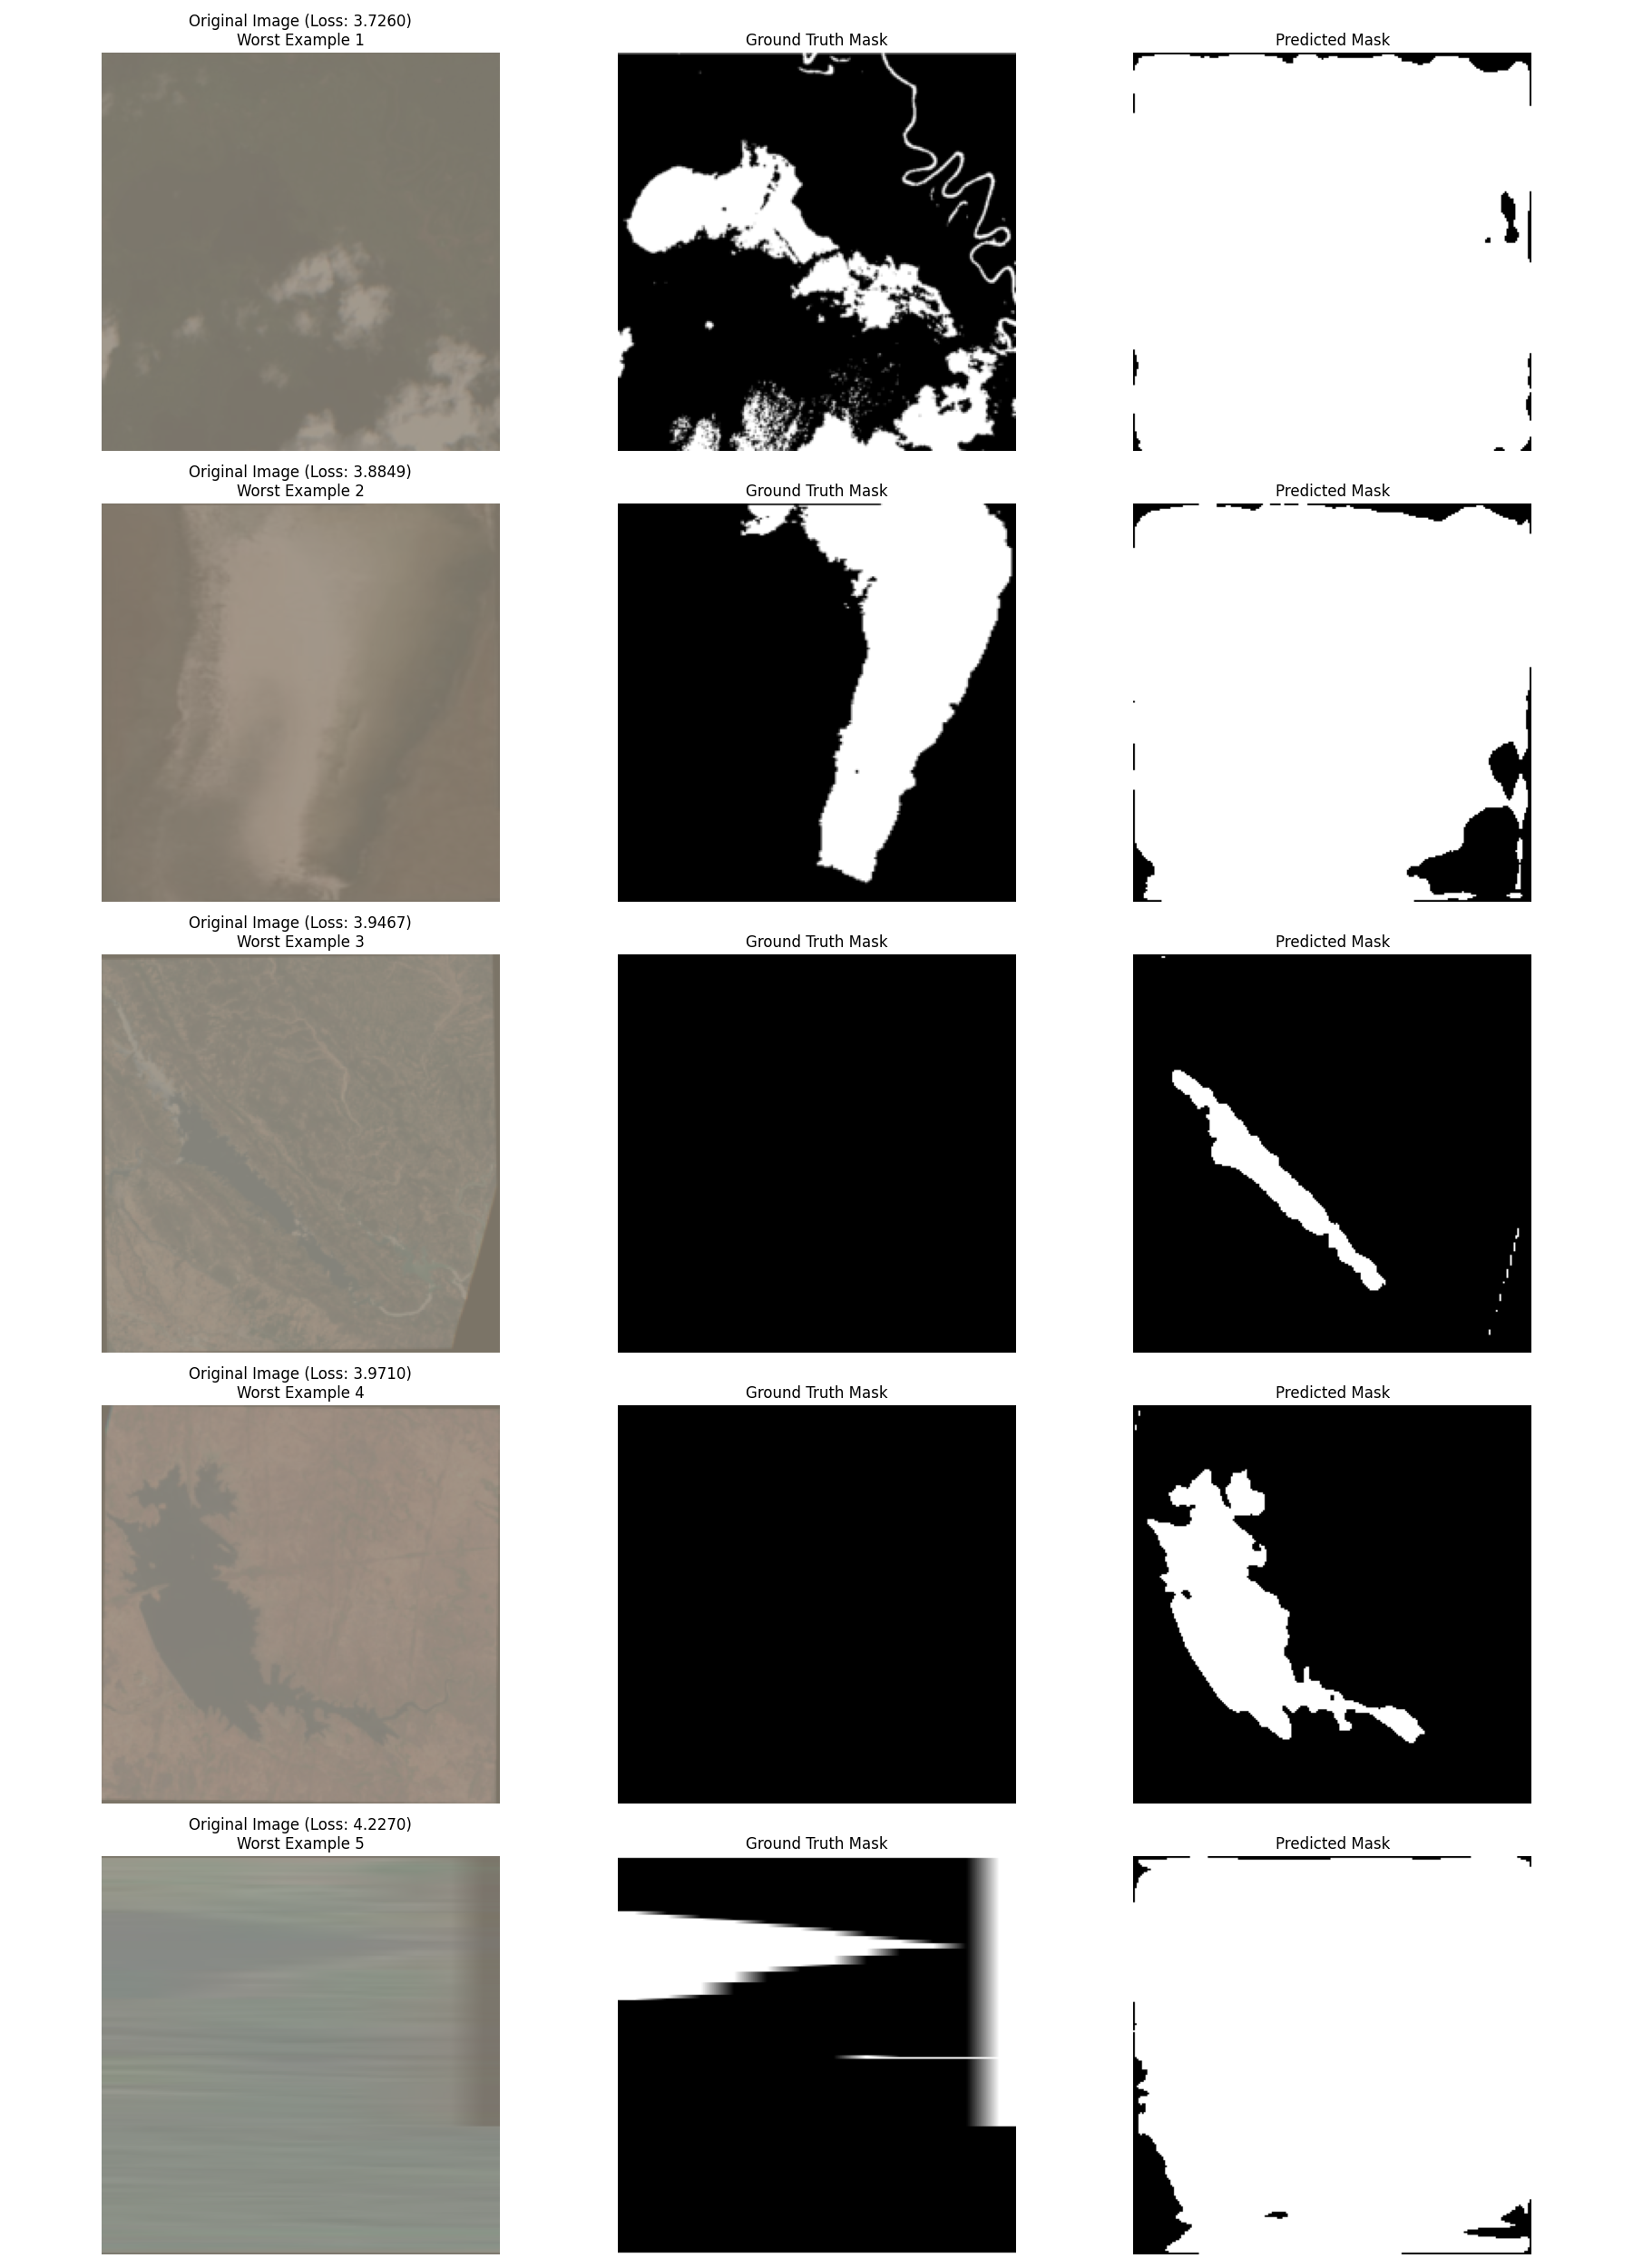 Original Image (Loss: 3.7260)
Worst Example 1
Ground Truth Mask
Predicted Mask
Original Image (Loss: 3.8849)
Worst Example 2
Ground Truth Mask
Predicted Mask
Original Image (Loss: 3.9467)
Worst Example 3
Ground Truth Mask
Predicted Mask
Original Image (Loss: 3.9710)
Worst Example 4
Ground Truth Mask
Predicted Mask
Original Image (Loss: 4.2270)
Worst Example 5
Ground Truth Mask
Predicted Mask